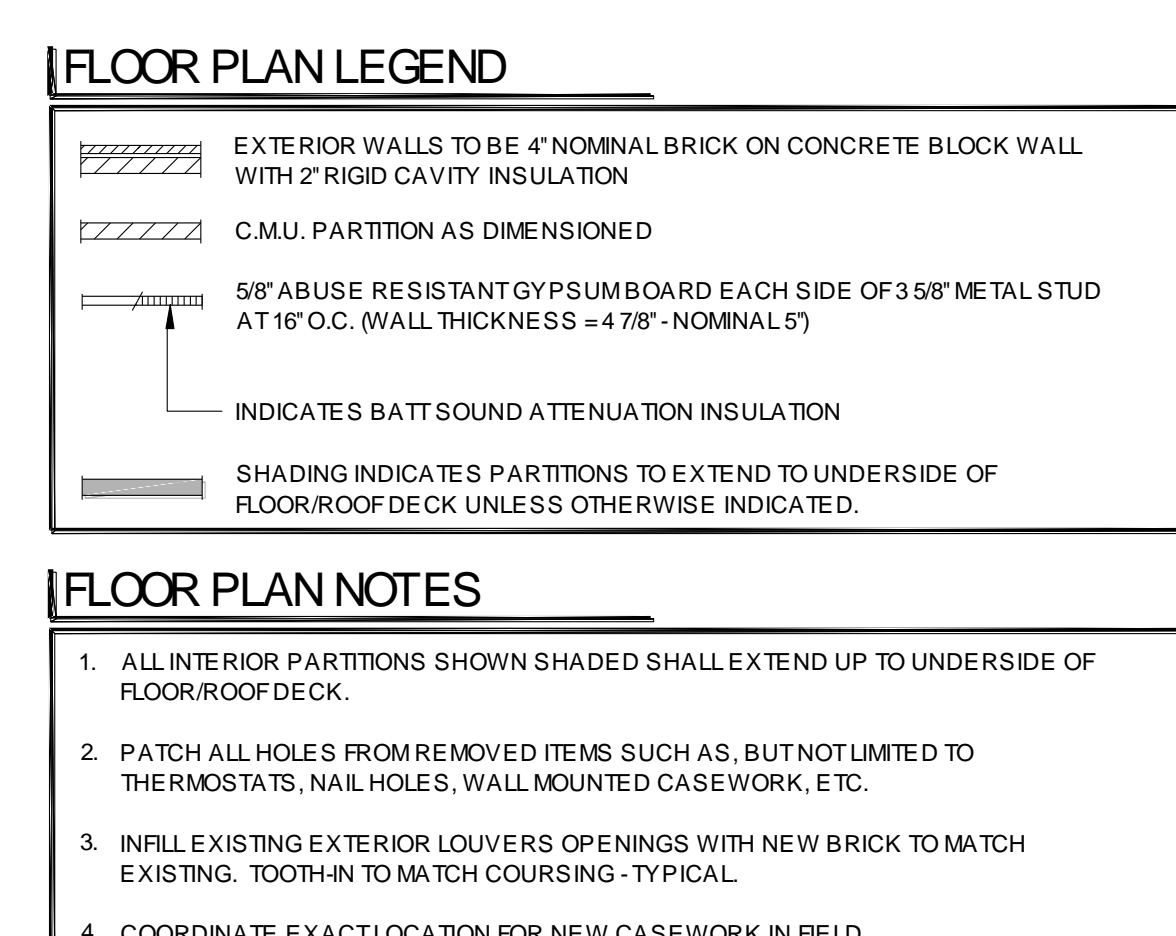 FLOOR PLAN LEGEND
EXTERIOR WALLS TO BE 4" NOMINAL BRICK ON CONCRETE BLOCK WALL
WITH 2" RIGID CAVITY INSULATION
C.M.U. PARTITION AS DIMENSIONED
5/8" ABUSE RESISTANT GYPSUM BOARD EACH SIDE OF 3 5/8" METAL STUD
AT 16" O.C. (WALL THICKNESS = 4 7/8" - NOMINAL 5")
INDICATES BATT SOUND ATTENUATION INSULATION
SHADING INDICATES PARTITIONS TO EXTEND TO UNDERSIDE OF
FLOOR/ROOF DECK UNLESS OTHERWISE INDICATED.
FLOOR PLAN NOTES
1. ALL INTERIOR PARTITIONS SHOWN SHADED SHALL EXTEND UP TO UNDERSIDE OF
FLOOR/ROOF DECK.
2. PATCH ALL HOLES FROM REMOVED ITEMS SUCH AS, BUT NOT LIMITED TO
THERMOSTATS, NAIL HOLES, WALL MOUNTED CASEWORK, ETC.
3. INFILL EXISTING EXTERIOR LOUVERS OPENINGS WITH NEW BRICK TO MATCH
EXISTING. TOOTH-IN TO MATCH COURSING - TYPICAL.
4. COORDINATE EXACT LOCATION FOR NEW CASEWORK IN FIELD